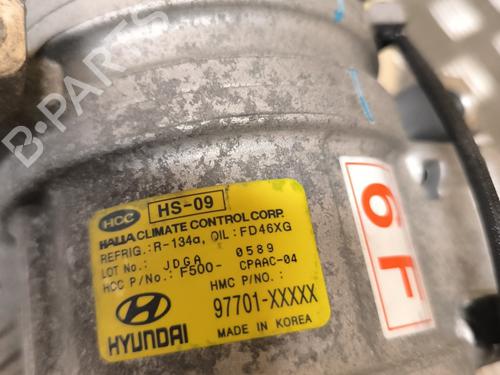 B-PARTS
HCC HS-09
HALLA CLIMATE CONTROL CORP.
REFRIG.: R-134a, OIL: FD46XG
LOT No.: JDGA 0589
HCC P/No.: F500- CPAAC-04
HMC P/No.:
97701-XXXXX
HYUNDAI MADE IN KOREA
6F